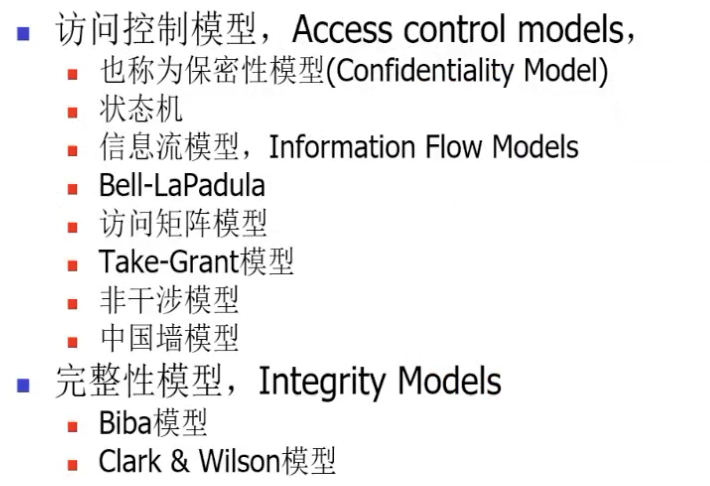 访问控制模型，Access control models，
也称为保密性模型(Confidentiality Model)
状态机
信息流模型，Information Flow Models
Bell-LaPadula
访问矩阵模型
Take-Grant模型
非干涉模型
中国墙模型
完整性模型，Integrity Models
Biba模型
Clark & Wilson模型